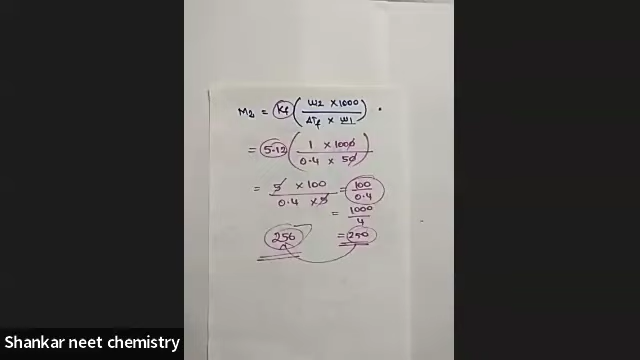 M2 = Kf ( W2 × 1000 / ΔTf × W1 )
= 5.12 ( 1 × 1000 / 0.4 × 50 )
= 5 × 100 / 0.4 × 5 = 100 / 0.4
= 1000 / 4
256 = 250
Shankar neet chemistry